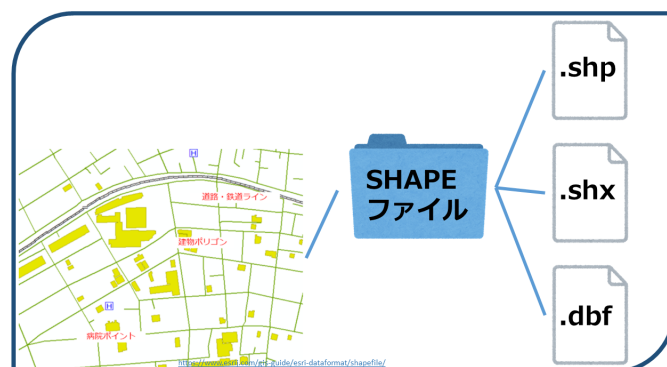 H
道路・鉄道ライン
建物ポリゴン
H
病院ポイント
https://www.esrij.com/gis-guide/esri-dataformat/shapefile/
SHAPE
ファイル
.shp
.shx
.dbf